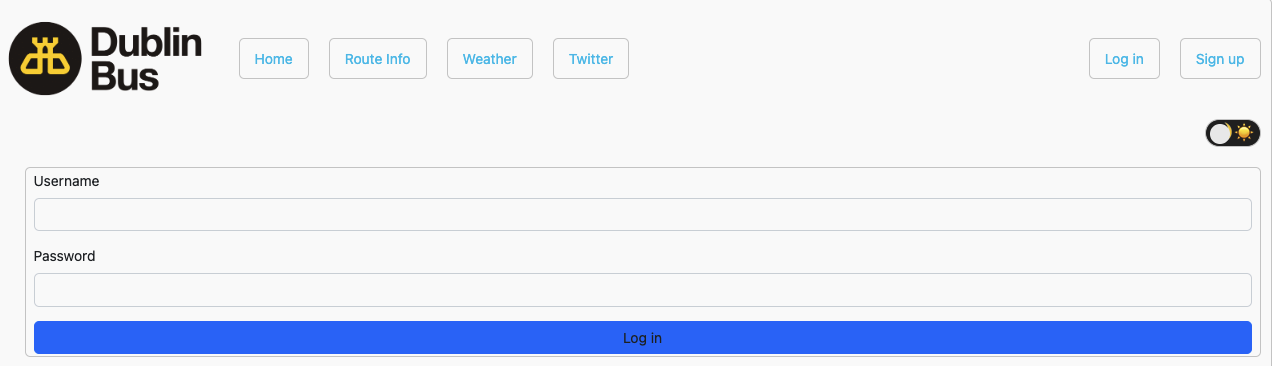 Dublin
Bus
Home Route Info Weather Twitter Log in Sign up
Username
Password
Log in